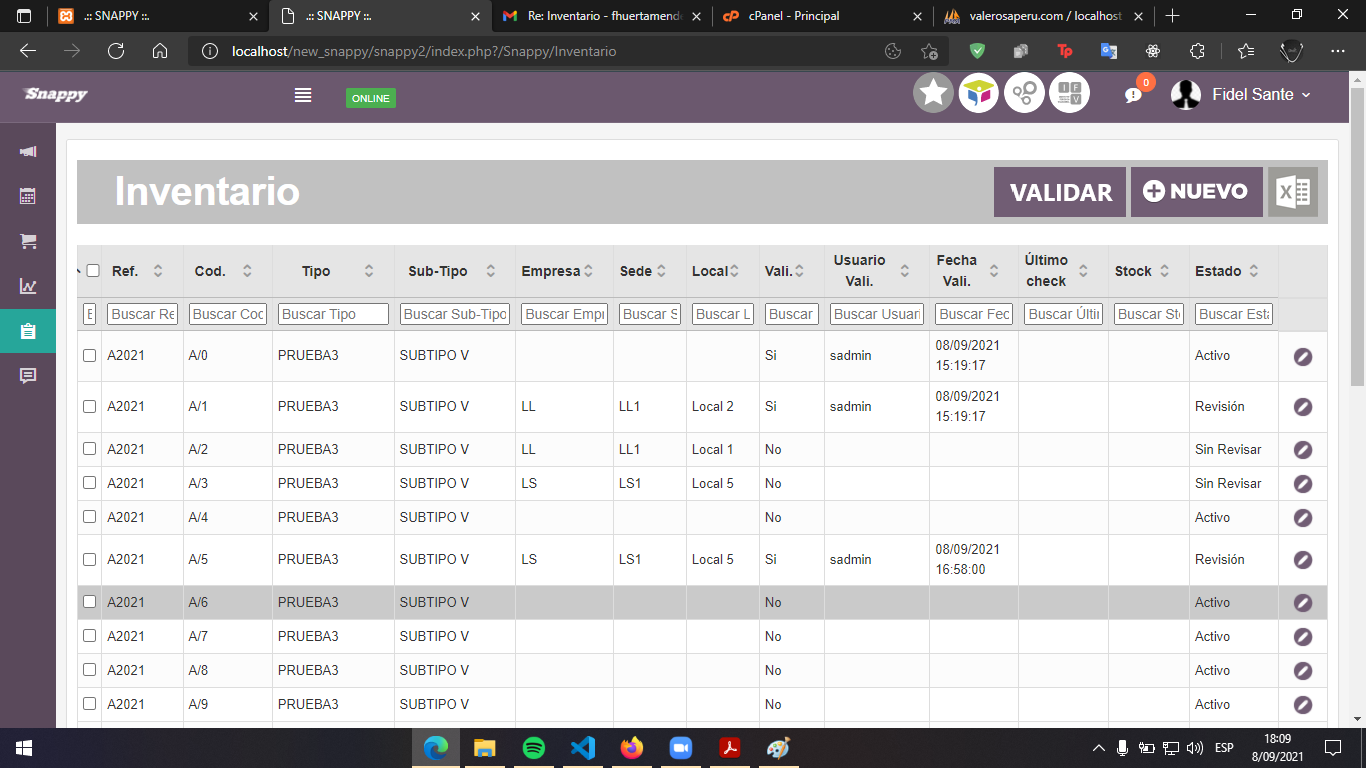 .:: SNAPPY ::.
.:: SNAPPY ::.
Re: Inventario - fhuertamende
cPanel - Principal
valerosaperu.com / localhost
localhost/new_snappy/snappy2/index.php?/Snappy/Inventario
Snappy
ONLINE
I F
V
0
Fidel Sante
Inventario
VALIDAR
NUEVO
Ref. Cod. Tipo Sub-Tipo Empresa Sede Local Vali. Usuario Vali. Fecha Vali. Último check Stock Estado
Buscar Re Buscar Cod Buscar Tipo Buscar Sub-Tipo Buscar Empr Buscar S Buscar L Buscar Buscar Usuari Buscar Fec Buscar Últir Buscar Sto Buscar Esta
A2021 A/0 PRUEBA3 SUBTIPO V Si sadmin 08/09/2021 15:19:17 Activo
A2021 A/1 PRUEBA3 SUBTIPO V LL LL1 Local 2 Si sadmin 08/09/2021 15:19:17 Revisión
A2021 A/2 PRUEBA3 SUBTIPO V LL LL1 Local 1 No Sin Revisar
A2021 A/3 PRUEBA3 SUBTIPO V LS LS1 Local 5 No Sin Revisar
A2021 A/4 PRUEBA3 SUBTIPO V No Activo
A2021 A/5 PRUEBA3 SUBTIPO V LS LS1 Local 5 Si sadmin 08/09/2021 16:58:00 Revisión
A2021 A/6 PRUEBA3 SUBTIPO V No Activo
A2021 A/7 PRUEBA3 SUBTIPO V No Activo
A2021 A/8 PRUEBA3 SUBTIPO V No Activo
A2021 A/9 PRUEBA3 SUBTIPO V No Activo
ESP
18:09
8/09/2021